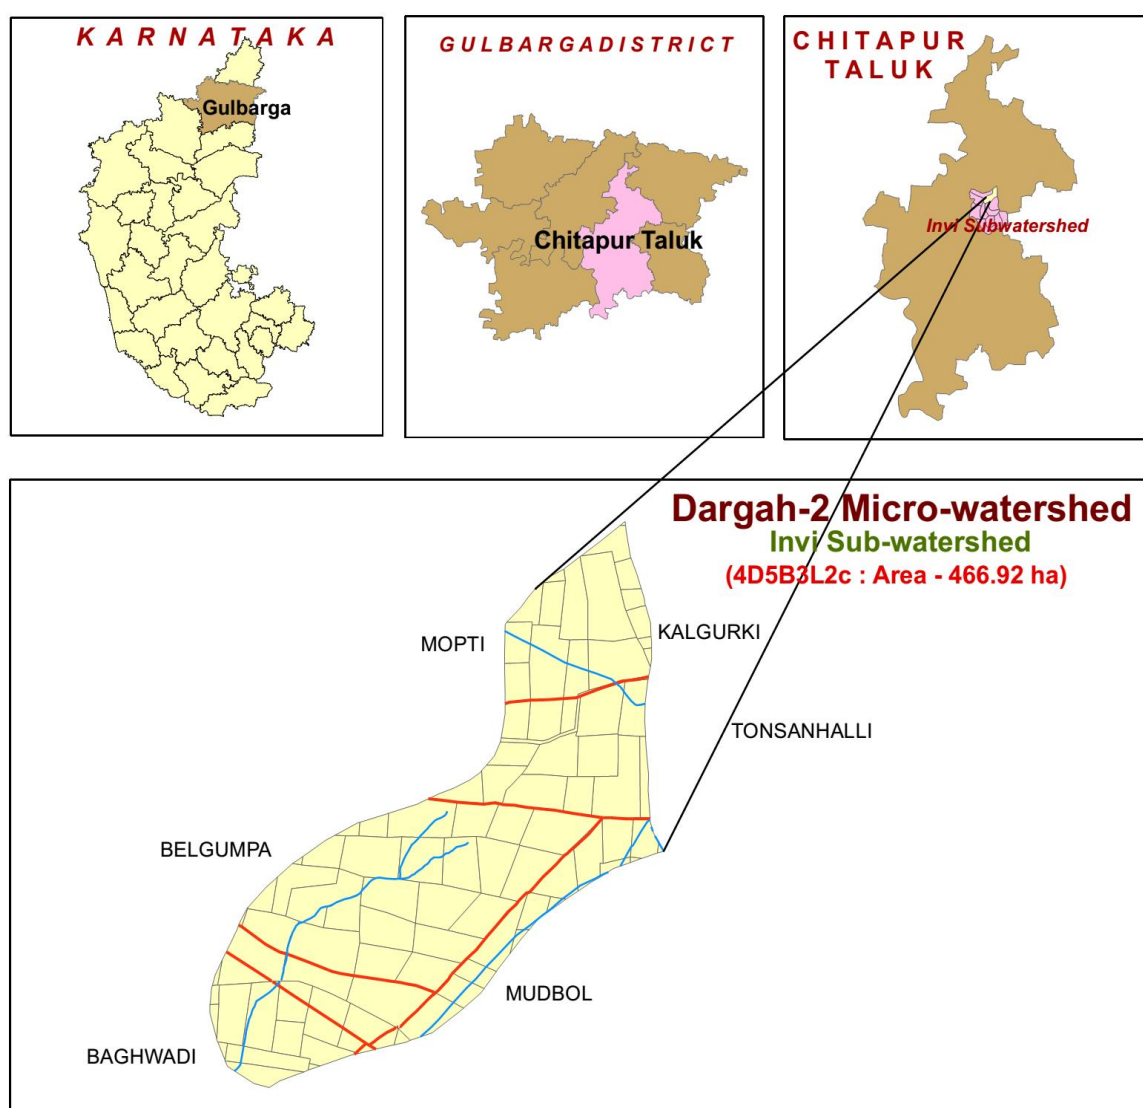 KARNATAKA
Gulbarga
GULBARGADISTRICT
Chitapur Taluk
CHITAPUR
TALUK
Invi Subwatershed
Dargah-2 Micro-watershed
Invi Sub-watershed
(4D5B3L2c : Area - 466.92 ha)
MOPTI
KALGURKI
TONSANHALLI
BELGUMPA
MUDBOL
BAGHWADI